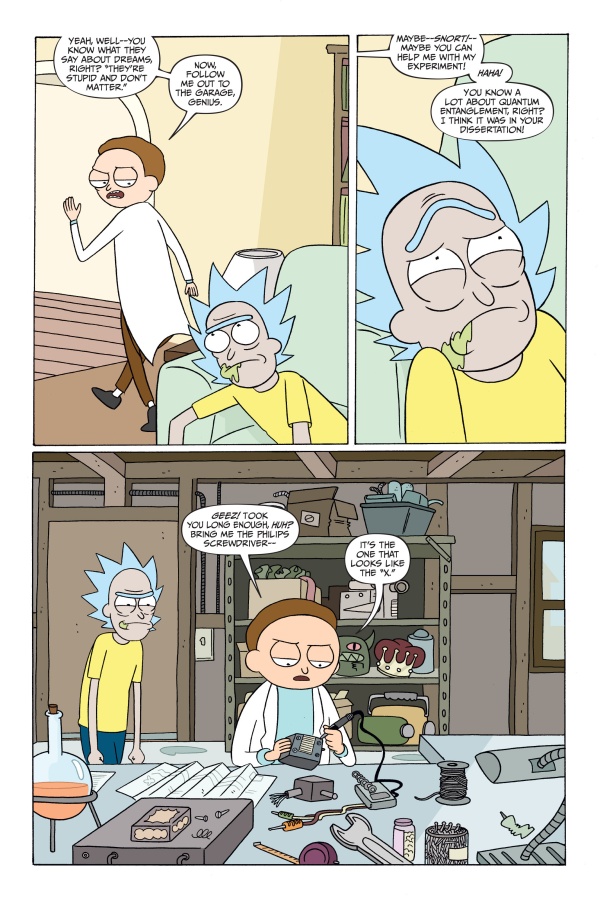 YEAH, WELL--YOU
KNOW WHAT THEY
SAY ABOUT DREAMS,
RIGHT? "THEY'RE
STUPID AND DON'T
MATTER."
NOW,
FOLLOW
ME OUT TO
THE GARAGE,
GENIUS.
MAYBE--SNORT!--
MAYBE YOU CAN
HELP ME WITH MY
EXPERIMENT!
HAHA!
YOU KNOW A
LOT ABOUT QUANTUM
ENTANGLEMENT, RIGHT?
I THINK IT WAS IN YOUR
DISSERTATION!
GEEZ! TOOK
YOU LONG ENOUGH, HUH?
BRING ME THE PHILIPS
SCREWDRIVER--
IT'S THE
ONE THAT
LOOKS LIKE
THE "X."